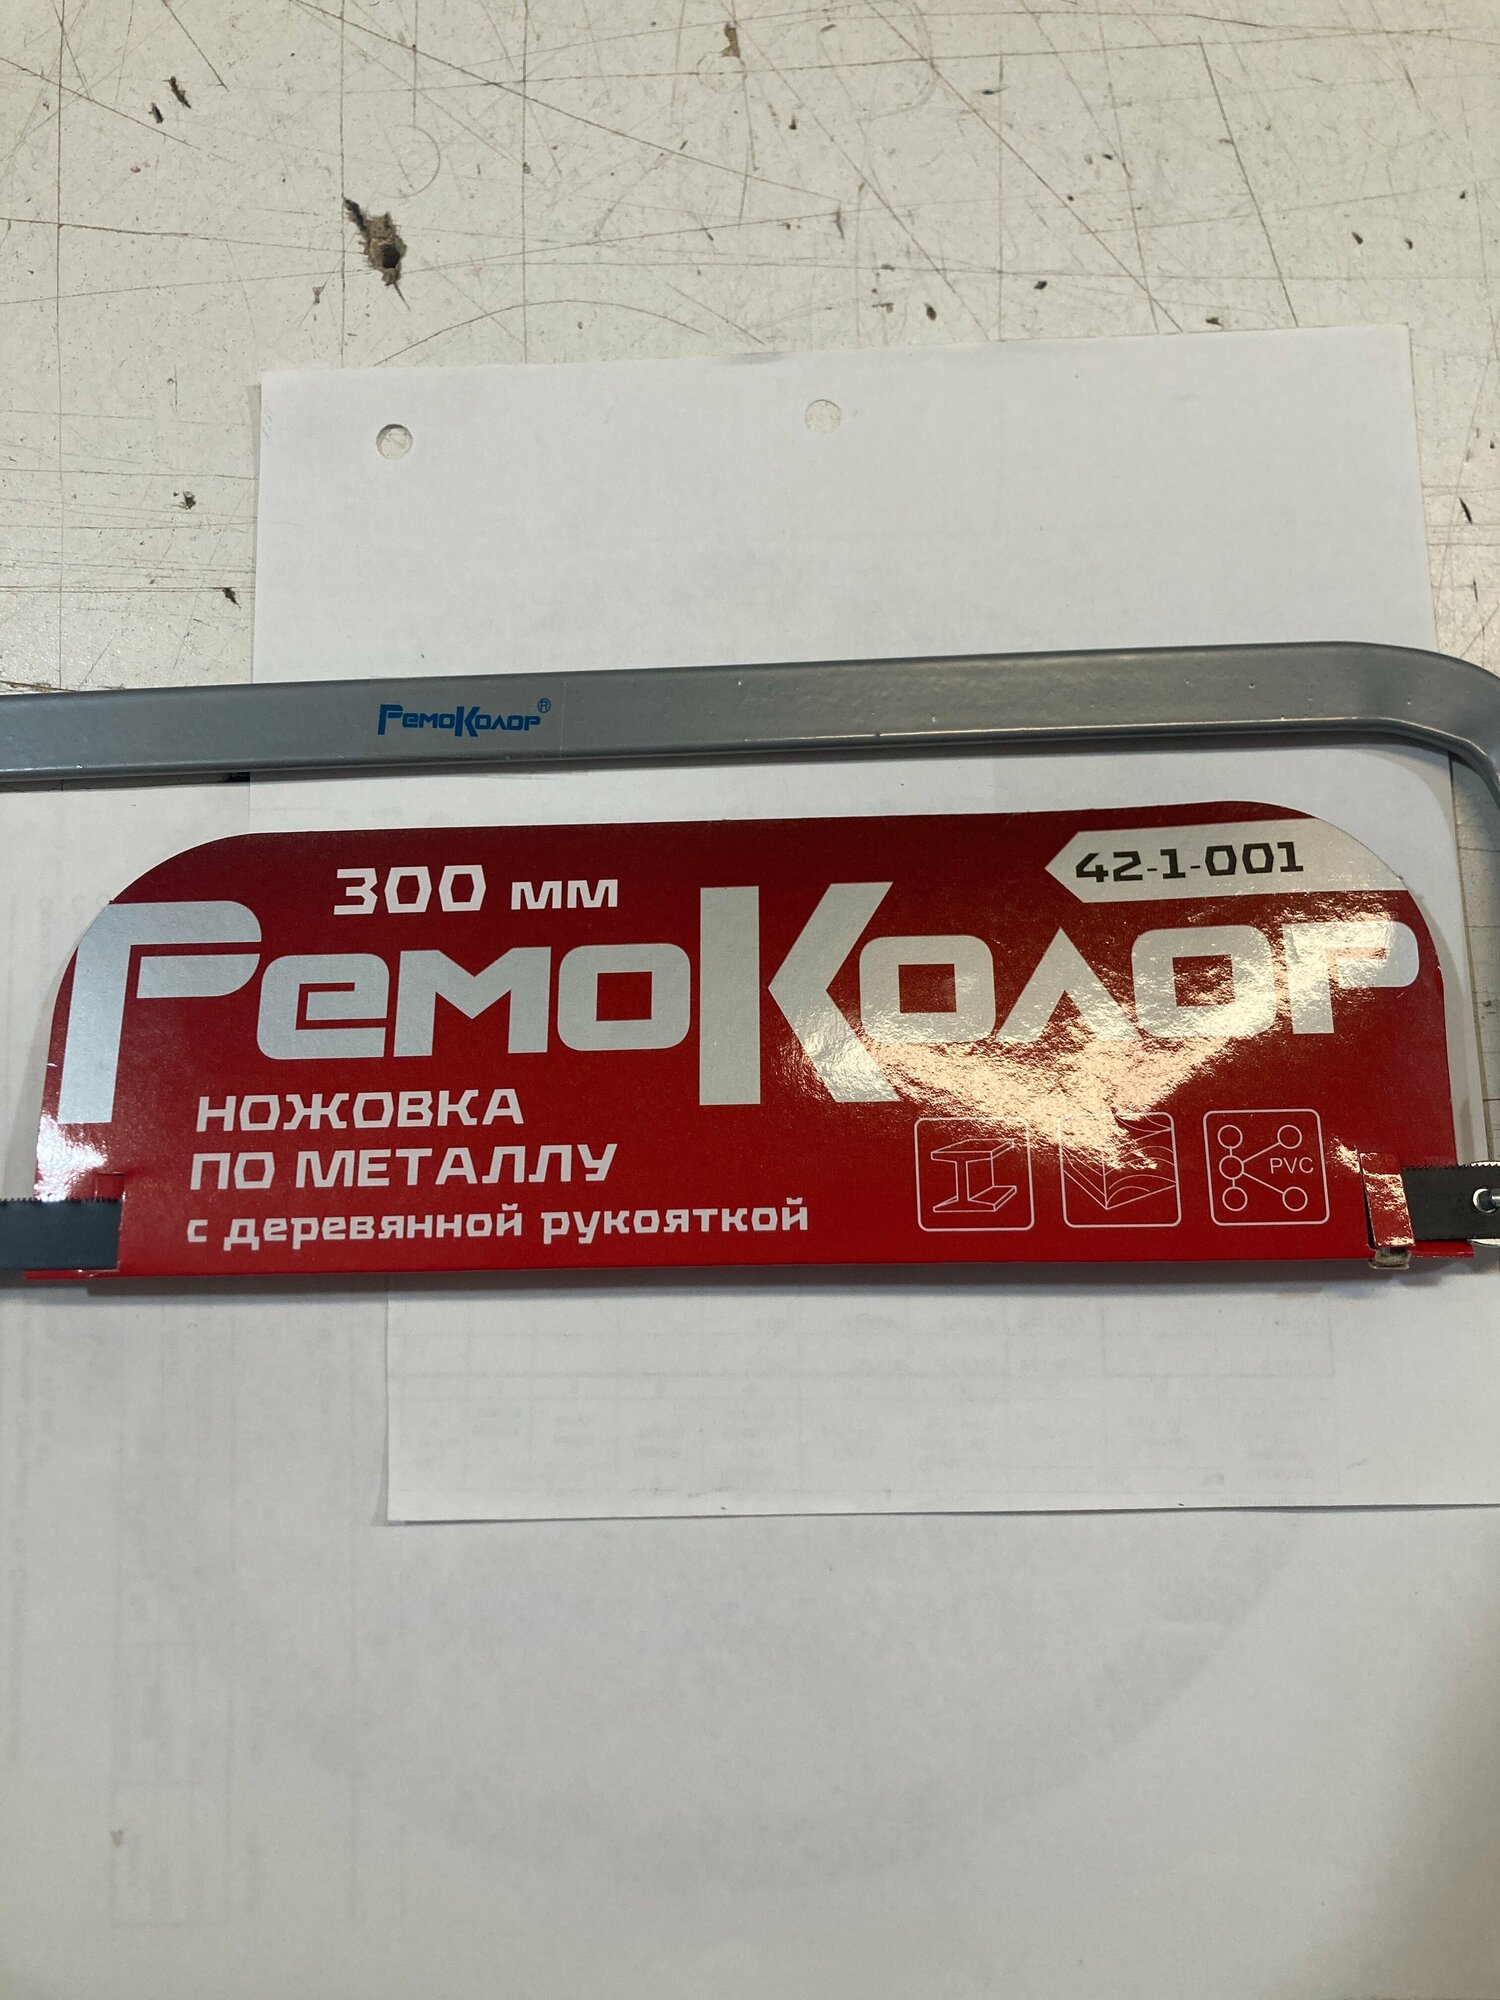 РемоКолор®
300 мм
42-1-001
РемоКолор
НОЖОВКА
ПО МЕТАЛЛУ
с деревянной рукояткой
PVC